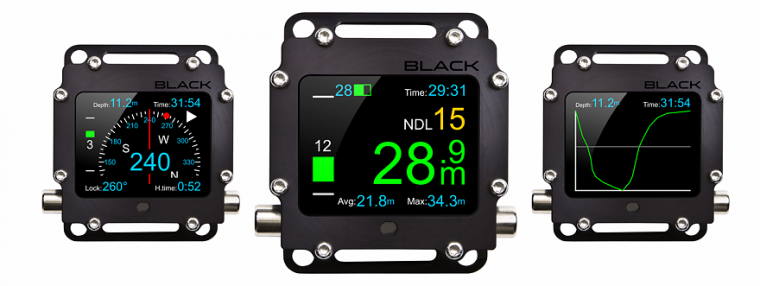 BLACK
Depth: 11.2m Time: 31:54
240
210 270
180 W 300
S
3
150 240 330
N
Lock: 260° H.time: 0:52
BLACK
28 Time: 29:31
NDL 15
12
28.9m
Avg: 21.8m Max: 34.3m
BLACK
Depth: 11.2m Time: 31:54